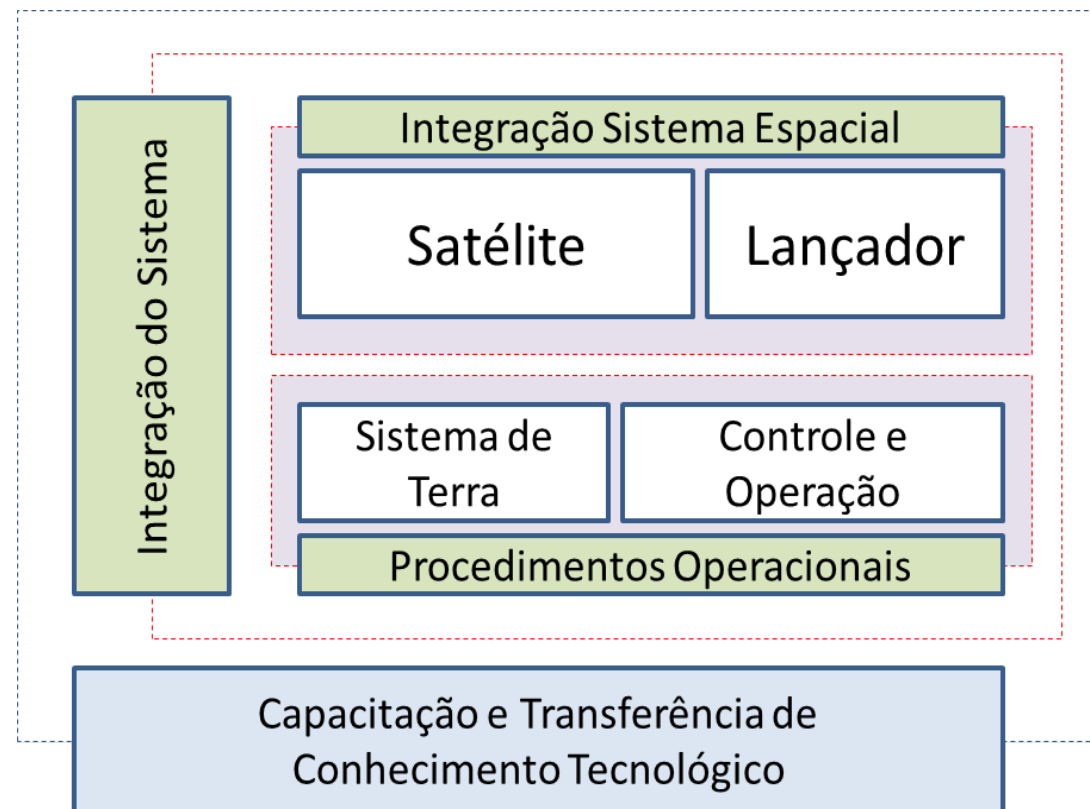 Integração do Sistema
Integração Sistema Espacial
Satélite
Lançador
Sistema de
Terra
Controle e
Operação
Procedimentos Operacionais
Capacitação e Transferência de
Conhecimento Tecnológico